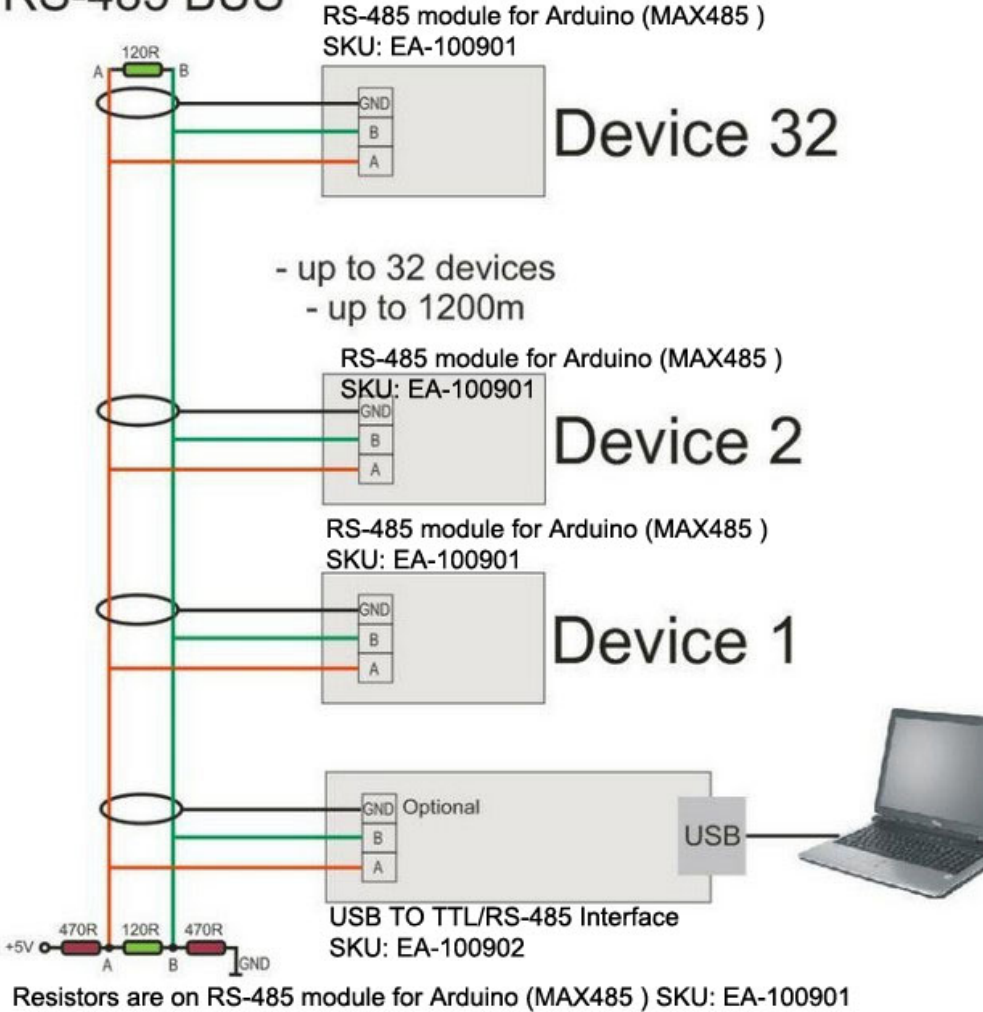 RS-485 BUS
RS-485 module for Arduino (MAX485 )
SKU: EA-100901
120R
A
B
GND
B
A
Device 32
- up to 32 devices
- up to 1200m
RS-485 module for Arduino (MAX485 )
SKU: EA-100901
GND
B
A
Device 2
RS-485 module for Arduino (MAX485 )
SKU: EA-100901
GND
B
A
Device 1
GND Optional
B
A
USB
USB TO TTL/RS-485 Interface
SKU: EA-100902
470R 120R 470R
+5V
A
B
GND
Resistors are on RS-485 module for Arduino (MAX485 ) SKU: EA-100901